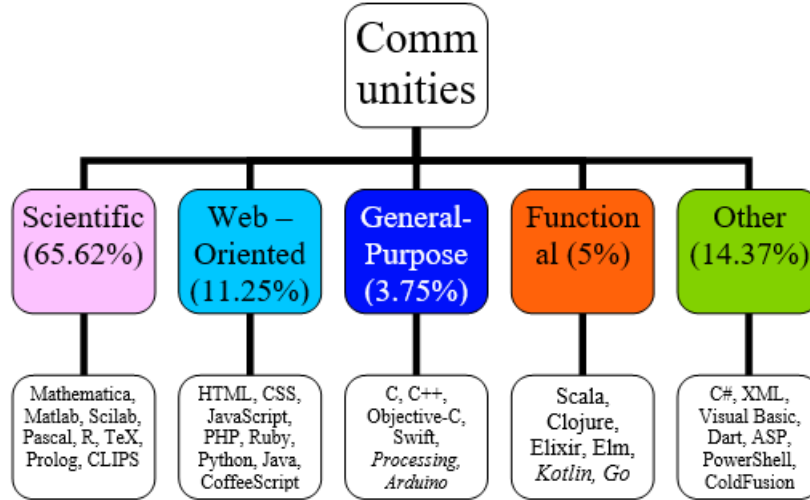 Comm
unities
Scientific
(65.62%)
Web –
Oriented
(11.25%)
General-
Purpose
(3.75%)
Function
al (5%)
Other
(14.37%)
Mathematica,
Matlab, Scilab,
Pascal, R, TeX,
Prolog, CLIPS
HTML, CSS,
JavaScript,
PHP, Ruby,
Python, Java,
CoffeeScript
C, C++,
Objective-C,
Swift,
Processing,
Arduino
Scala,
Clojure,
Elixir, Elm,
Kotlin, Go
C#, XML,
Visual Basic,
Dart, ASP,
PowerShell,
ColdFusion